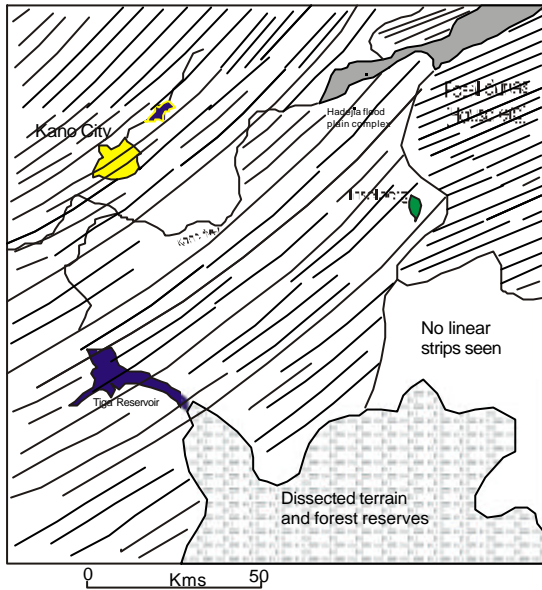 Kano City
Hadejia flood
plain complex
No linear
strips seen
Tiga Reservoir
Dissected terrain
and forest reserves
0 50
Kms